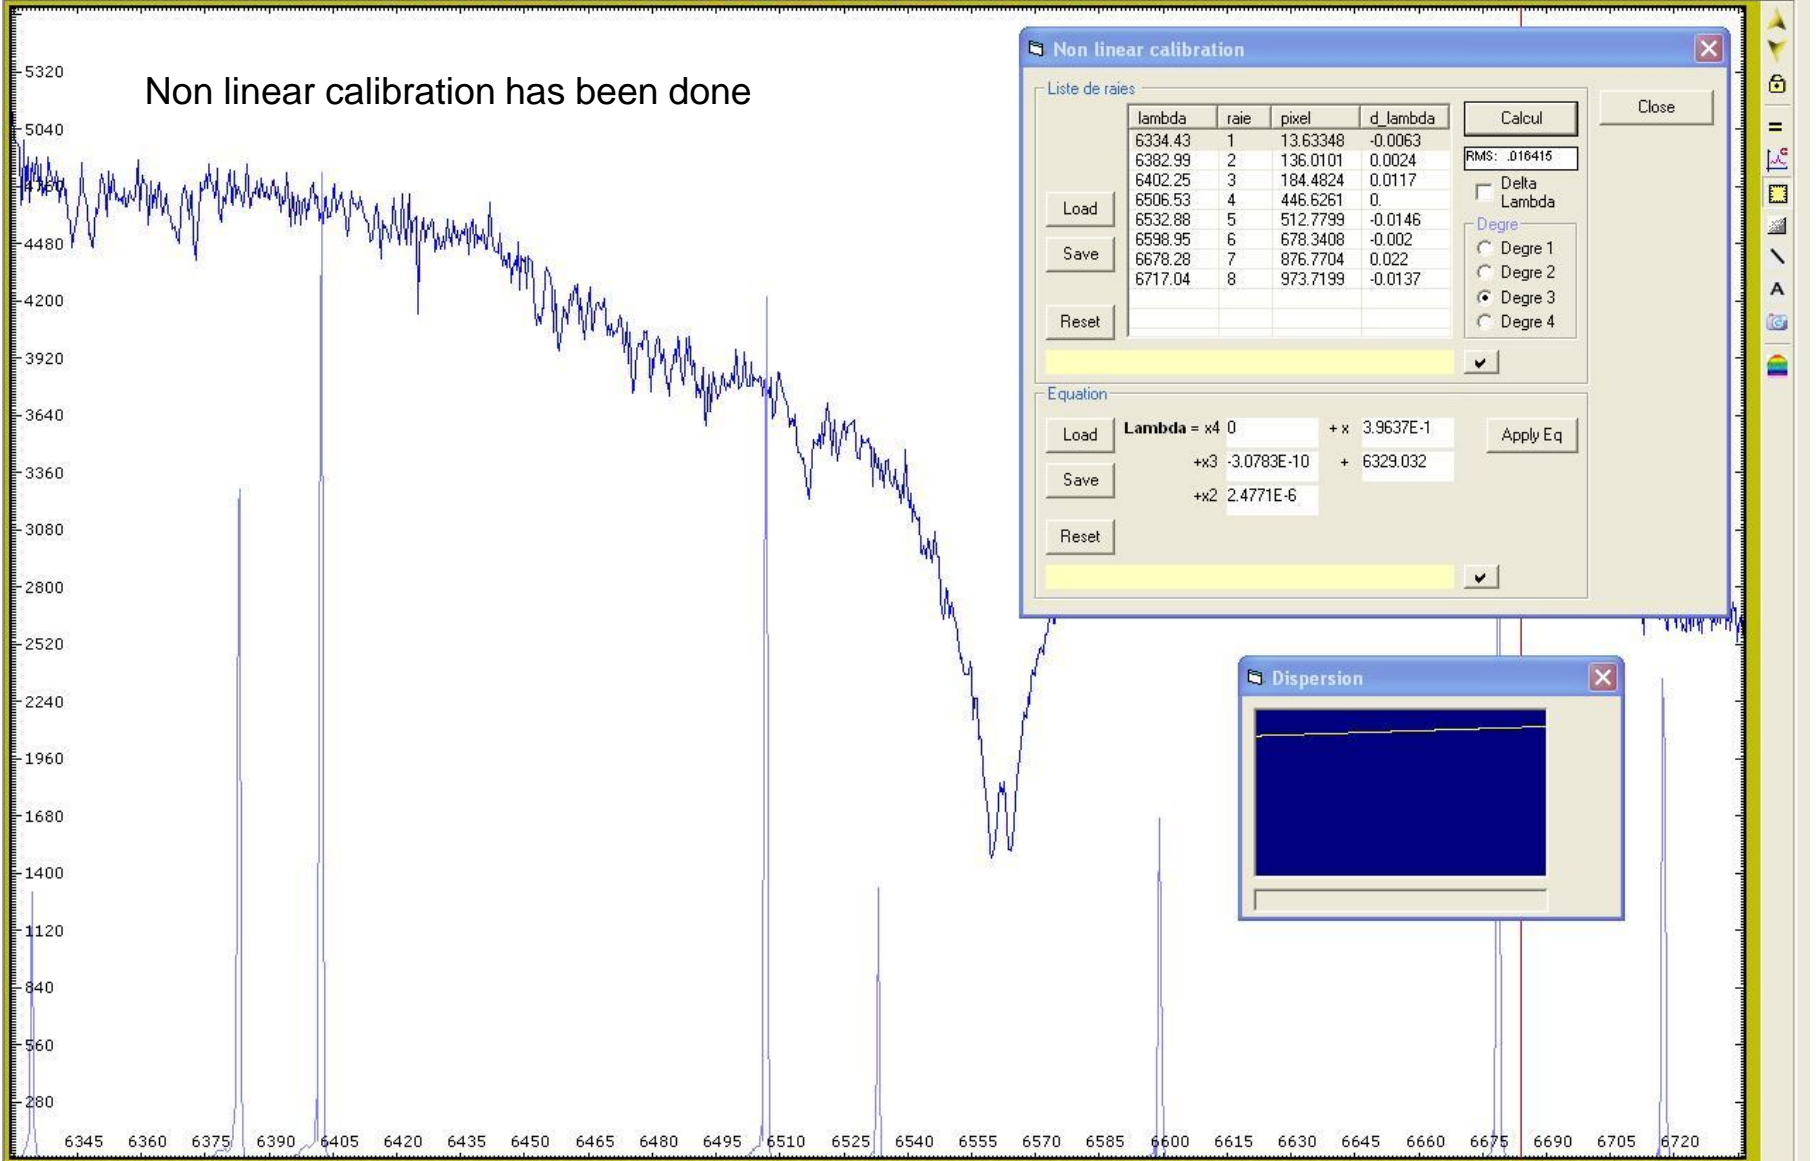 Non linear calibration has been done
5320
5040
4760
4480
4200
3920
3640
3360
3080
2800
2520
2240
1960
1680
1400
1120
840
560
280
6345 6360 6375 6390 6405 6420 6435 6450 6465 6480 6495 6510 6525 6540 6555 6570 6585 6600 6615 6630 6645 6660 6675 6690 6705 6720
Non linear calibration
Liste de raies
lambda raie pixel d_lambda
6334.43 1 13.63348 -0.0063
6382.99 2 136.0101 0.0024
6402.25 3 184.4824 0.0117
6506.53 4 446.6261 0.
6532.88 5 512.7799 -0.0146
6598.95 6 678.3408 -0.002
6678.28 7 876.7704 0.022
6717.04 8 973.7199 -0.0137
Load
Save
Reset
Calcul
RMS: .016415
Delta
Lambda
Degre
Degre 1
Degre 2
Degre 3
Degre 4
Close
Equation
Load
Save
Reset
Lambda = x4 0 + x 3.9637E-1
+x3 -3.0783E-10 + 6329.032
+x2 2.4771E-6
Apply Eq
Dispersion
A